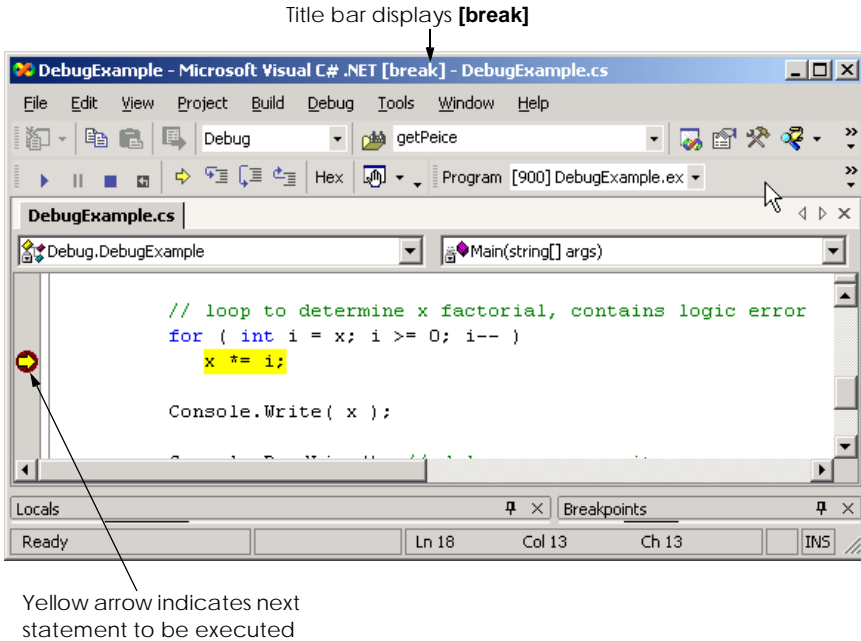 Title bar displays [break]
DebugExample - Microsoft Visual C# .NET [break] - DebugExample.cs
File Edit View Project Build Debug Tools Window Help
Debug getPeice
Hex Program [900] DebugExample.ex
DebugExample.cs
Debug.DebugExample Main(string[] args)
// loop to determine x factorial, contains logic error
for ( int i = x; i >= 0; i-- )
x *= i;
Console.Write( x );
Locals Breakpoints
Ready Ln 18 Col 13 Ch 13 INS
Yellow arrow indicates next
statement to be executed